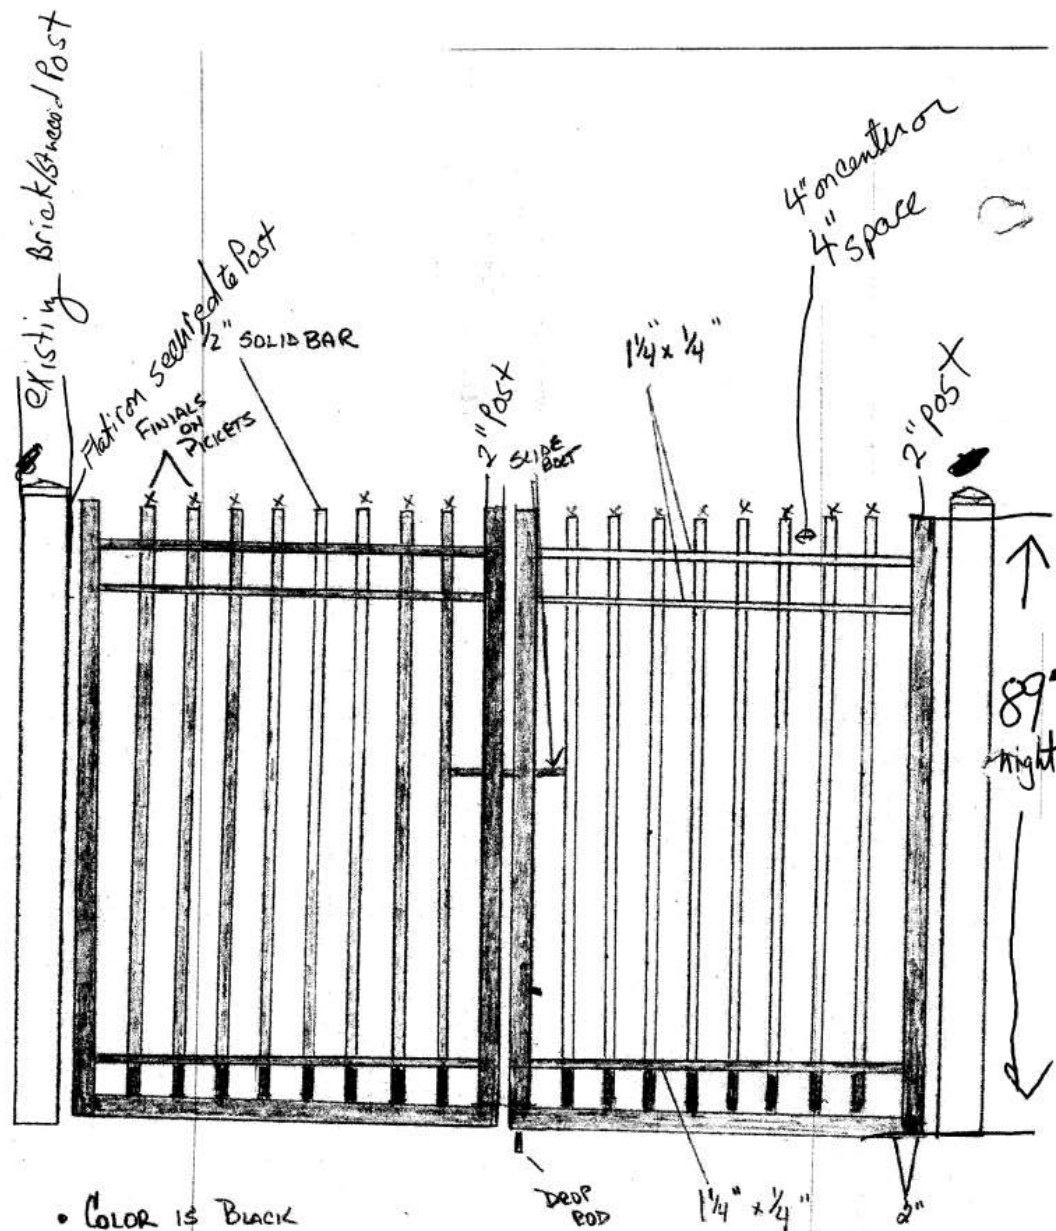 existing Brick/Stucco Post
Flatiron secured to Post
1/2" SOLID BAR
FINIALS
ON
PICKETS
2" POST
SLIDE
BOLT
1 1/4" x 1/4"
4" on center or
4" space
2" POST
x x x x x x x x
x x x x x x x x
89"
hight
DROP
ROD
1 1/4" x 1/4"
2"
• COLOR IS BLACK